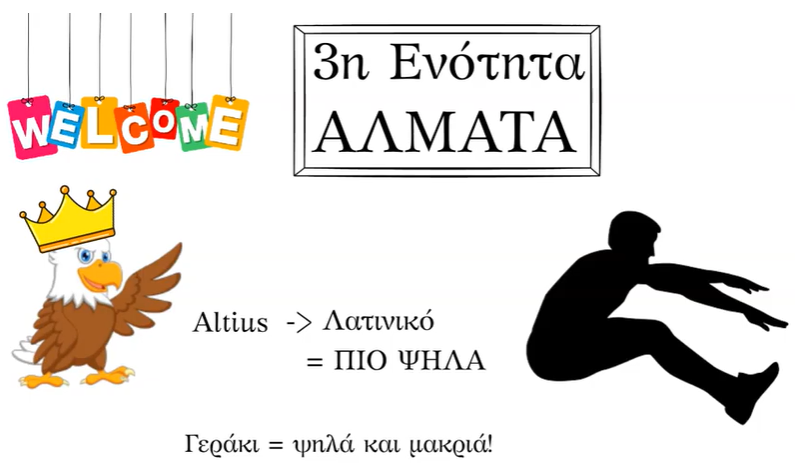 WELCOME
3η Ενότητα
ΑΛΜΑΤΑ
Altius -> Λατινικό
= ΠΙΟ ΨΗΛΑ
Γεράκι = ψηλά και μακριά!